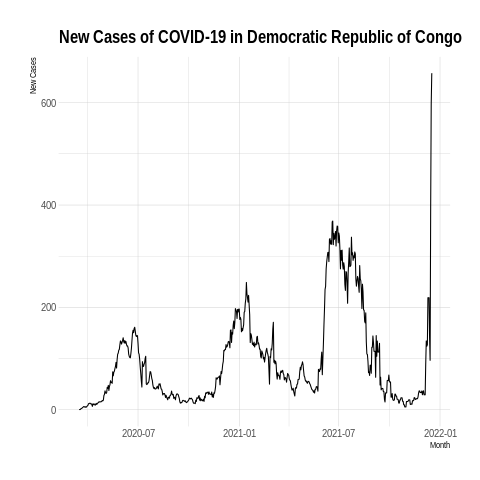 New Cases of COVID-19 in Democratic Republic of Congo
New Cases
600
400
200
0
2020-07 2021-01 2021-07 2022-01
Month